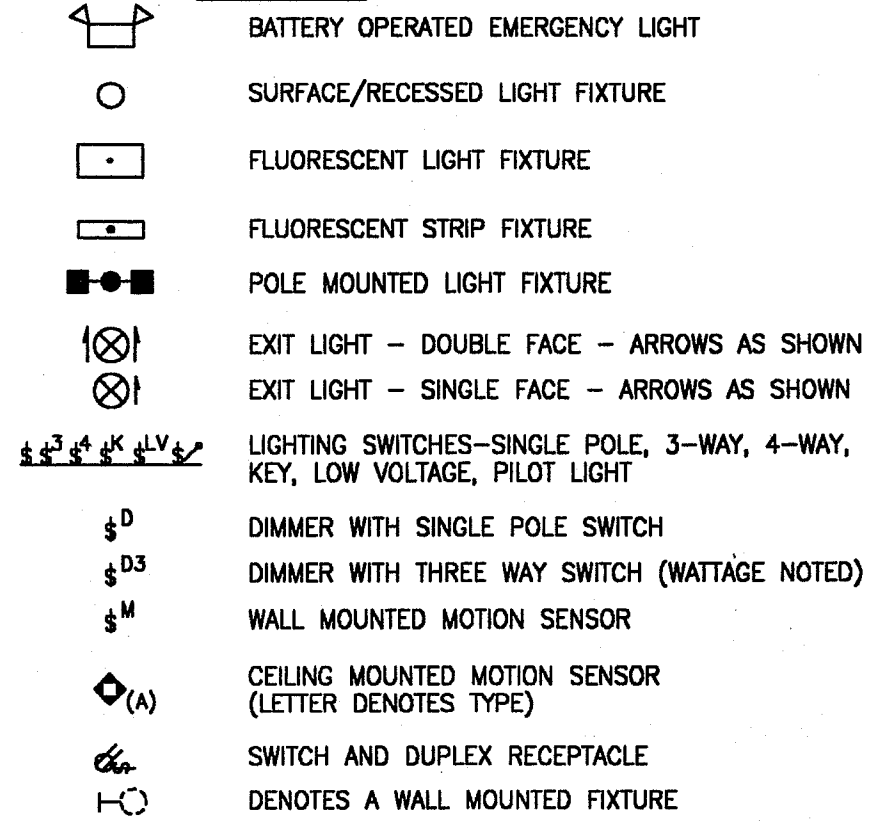 BATTERY OPERATED EMERGENCY LIGHT
SURFACE/RECESSED LIGHT FIXTURE
FLUORESCENT LIGHT FIXTURE
FLUORESCENT STRIP FIXTURE
POLE MOUNTED LIGHT FIXTURE
EXIT LIGHT – DOUBLE FACE – ARROWS AS SHOWN
EXIT LIGHT – SINGLE FACE – ARROWS AS SHOWN
$ $3 $4 $K $LV $ LIGHTING SWITCHES–SINGLE POLE, 3–WAY, 4–WAY,
KEY, LOW VOLTAGE, PILOT LIGHT
$D DIMMER WITH SINGLE POLE SWITCH
$D3 DIMMER WITH THREE WAY SWITCH (WATTAGE NOTED)
$M WALL MOUNTED MOTION SENSOR
CEILING MOUNTED MOTION SENSOR
(A) (LETTER DENOTES TYPE)
SWITCH AND DUPLEX RECEPTACLE
DENOTES A WALL MOUNTED FIXTURE